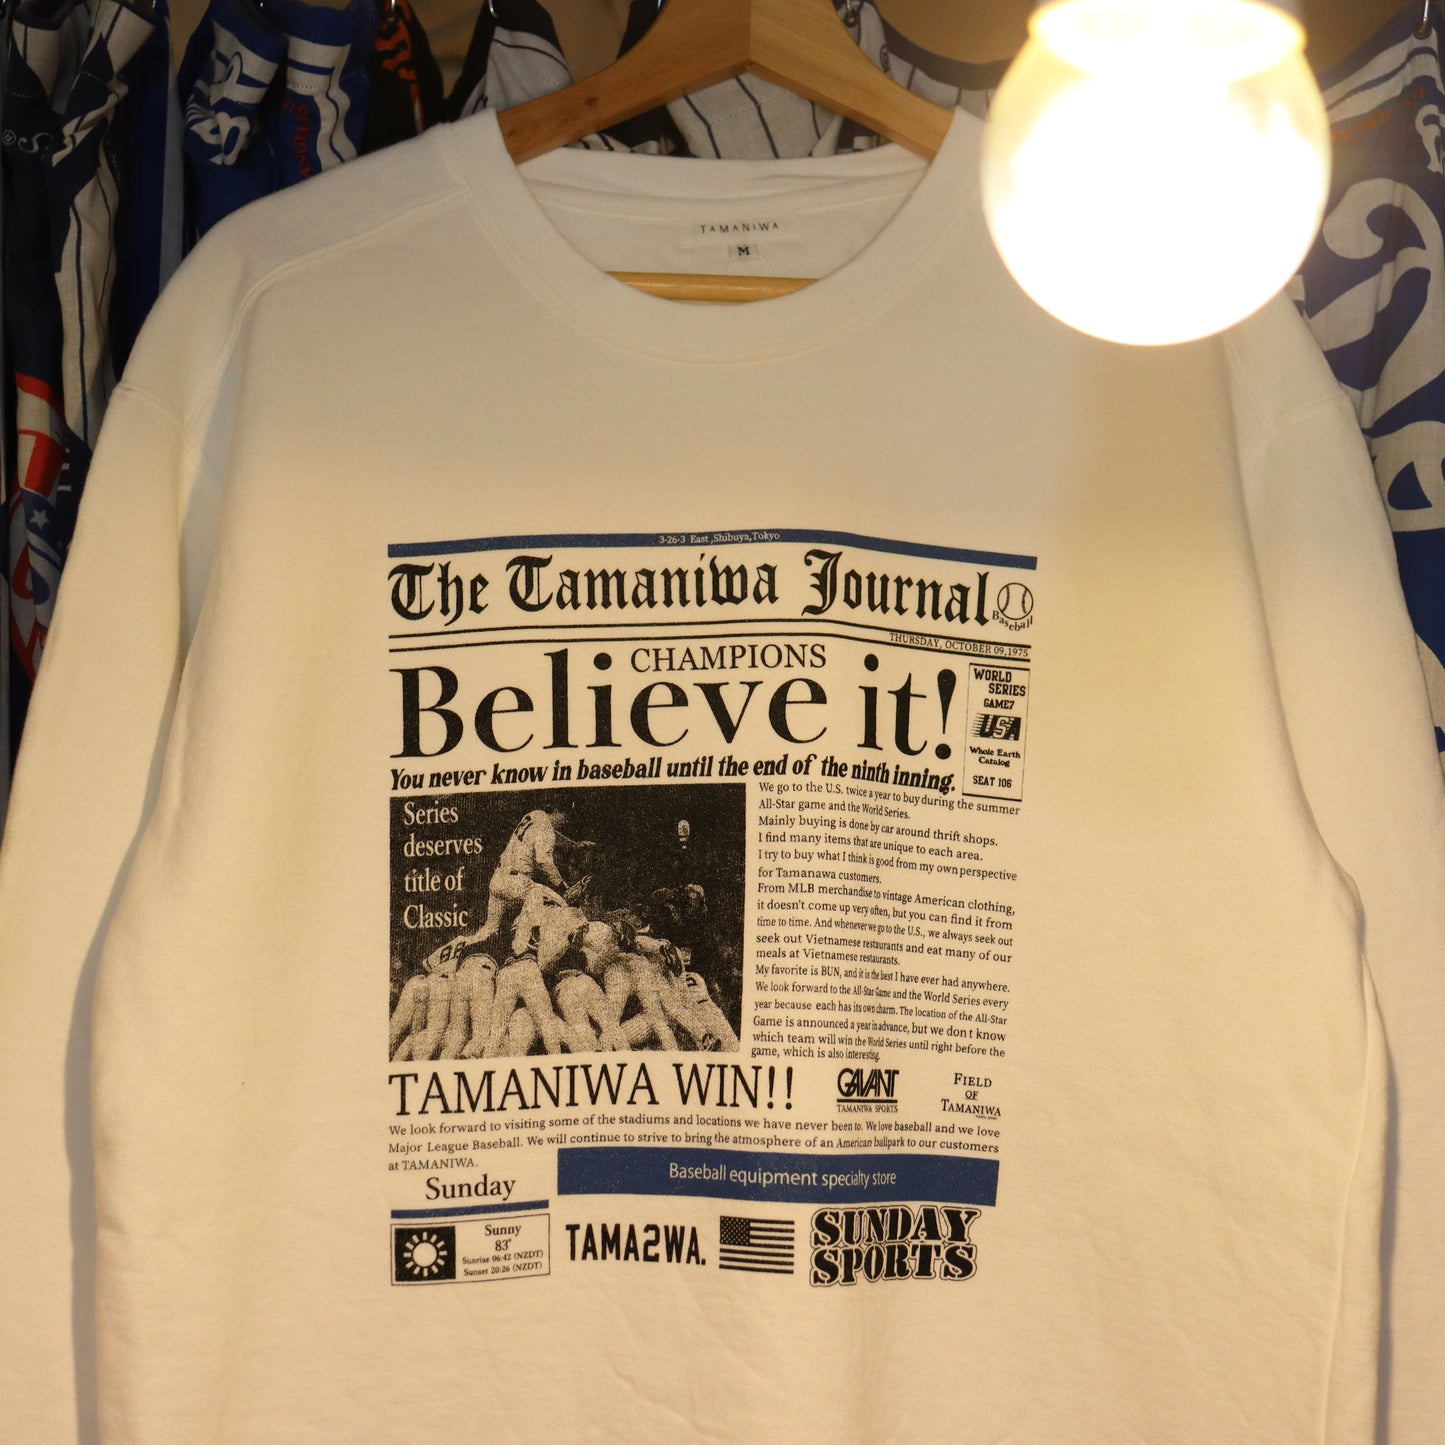 ANGELES
TAMANIWA
M
3-26-3 East ,Shibuya,Tokyo
The Tamaniwa Journal
Baseball
THURSDAY, OCTOBER 09,1975
CHAMPIONS
Believe it!
WORLD
SERIES
GAME7
USA
Whole Earth
Catalog
SEAT 106
You never know in baseball until the end of the ninth inning.
Series
deserves
title of
Classic
We go to the U.S. twice a year to buy during the summer
All-Star game and the World Series.
Mainly buying is done by car around thrift shops.
I find many items that are unique to each area.
I try to buy what I think is good from my own perspective
for Tamanawa customers.
From MLB merchandise to vintage American clothing,
it doesn't come up very often, but you can find it from
time to time. And whenever we go to the U.S., we always seek out
seek out Vietnamese restaurants and eat many of our
meals at Vietnamese restaurants.
My favorite is BUN, and it is the best I have ever had anywhere.
We look forward to the All-Star Game and the World Series every
year because each has its own charm. The location of the All-Star
Game is announced a year in advance, but we don t know
which team will win the World Series until right before the
game, which is also interesting.
TAMANIWA WIN!!
GAVANT
TAMANIWA SPORTS
FIELD
OF
TAMANIWA
We look forward to visiting some of the stadiums and locations we have never been to. We love baseball and we love
Major League Baseball. We will continue to strive to bring the atmosphere of an American ballpark to our customers
at TAMANIWA.
Baseball equipment specialty store
Sunday
Sunny
83°
Sunrise 06:42 (NZDT)
Sunset 20:26 (NZDT)
TAMA2WA.
SUNDAY
SPORTS